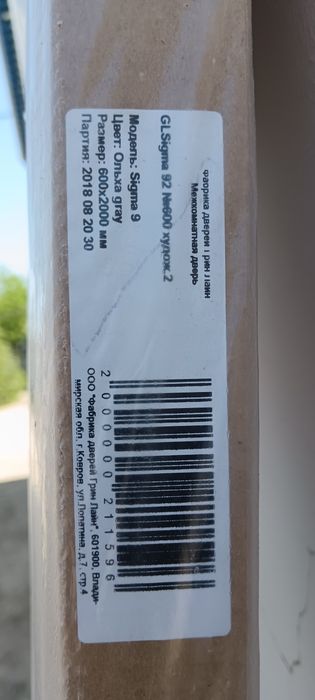 Фабрика дверей Грин Лайн
Межкомнатная дверь
GLSigma 92 №600 худож.2
Модель: Sigma 9
Цвет: Ольха gray
Размер: 600х2000 мм
Партия: 2018 08 20 30
2 000000 211596
ООО "Фабрика дверей Грин Лайн", 601900, Влади-
мирская обл, г.Ковров, ул.Лопатина, д.7, стр.4